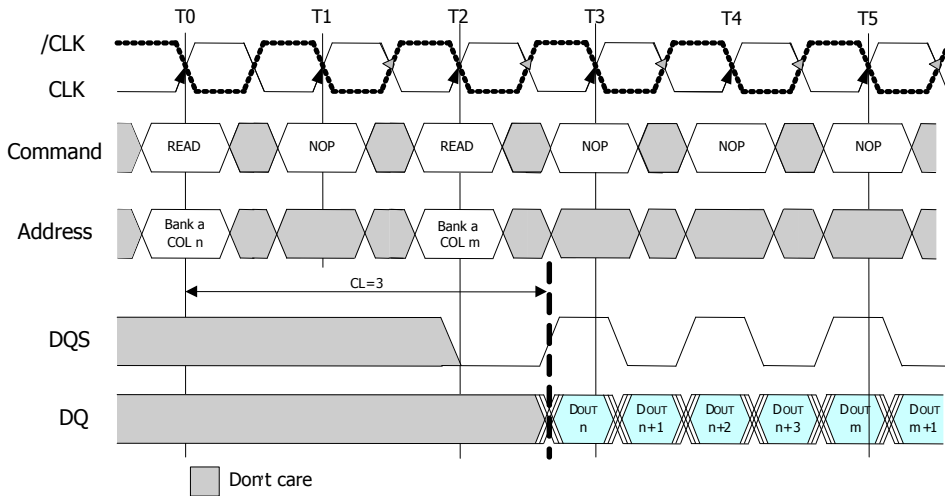 T0 T1 T2 T3 T4 T5
/CLK
CLK
Command READ NOP READ NOP NOP NOP
Address Bank a Bank a
COL n COL m
CL=3
DQS
DQ DOUT DOUT DOUT DOUT DOUT DOUT
n n+1 n+2 n+3 m m+1
Don't care